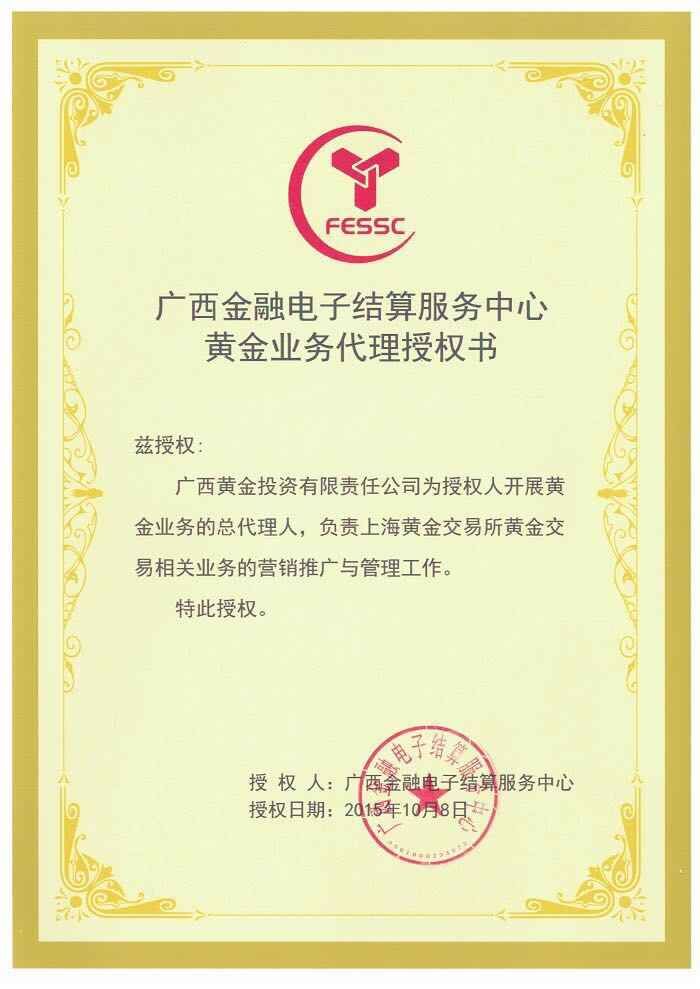 FESSC
广西金融电子结算服务中心
黄金业务代理授权书
兹授权:
广西黄金投资有限责任公司为授权人开展黄
金业务的总代理人，负责上海黄金交易所黄金交
易相关业务的营销推广与管理工作。
特此授权。
授 权 人：广西金融电子结算服务中心
授权日期：2015年10月8日
广西金融电子结算服务中心